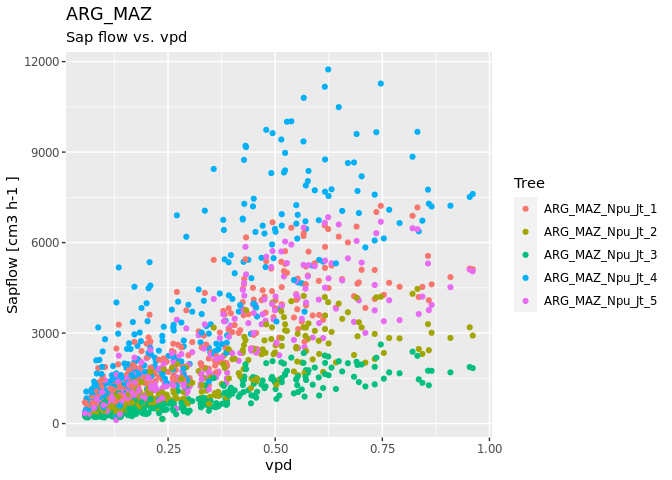 ARG_MAZ
Sap flow vs. vpd
12000
9000
6000
3000
0
Sapflow [cm3 h-1 ]
0.25
0.50
0.75
1.00
vpd
Tree
ARG_MAZ_Npu_Jt_1
ARG_MAZ_Npu_Jt_2
ARG_MAZ_Npu_Jt_3
ARG_MAZ_Npu_Jt_4
ARG_MAZ_Npu_Jt_5